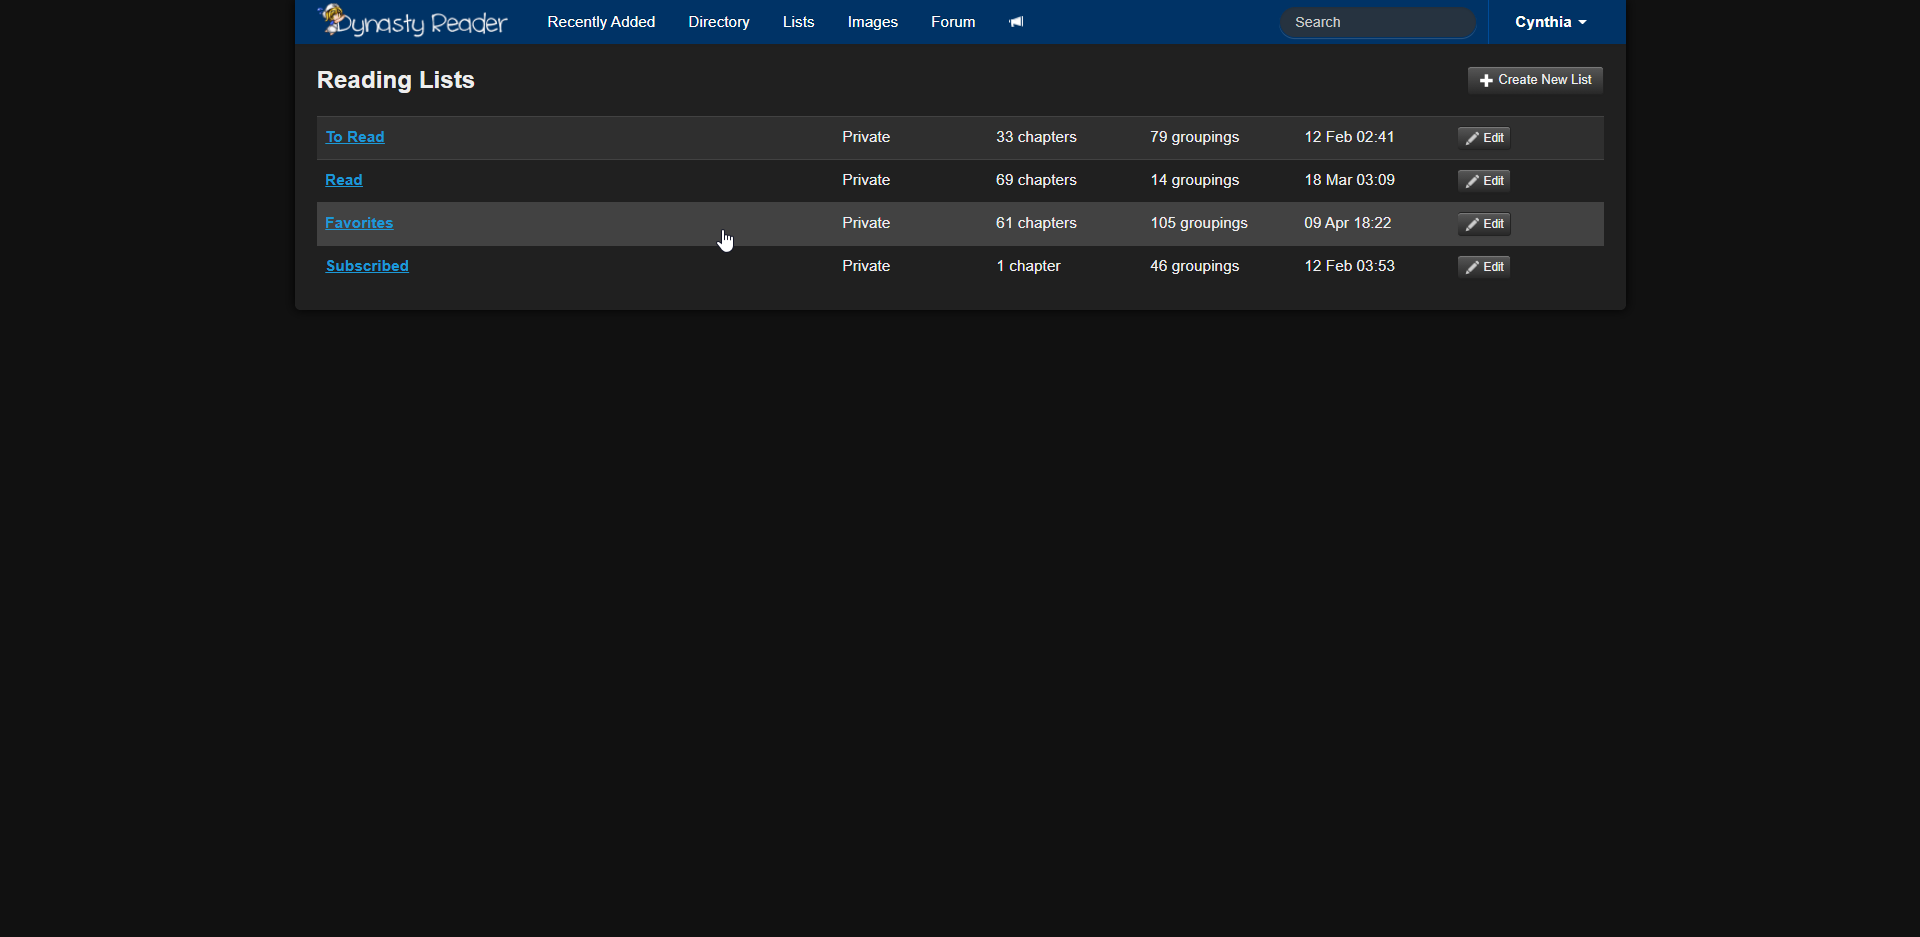 Dynasty Reader Recently Added Directory Lists Images Forum Search Cynthia
Reading Lists Create New List
To Read Private 33 chapters 79 groupings 12 Feb 02:41 Edit
Read Private 69 chapters 14 groupings 18 Mar 03:09 Edit
Favorites Private 61 chapters 105 groupings 09 Apr 18:22 Edit
Subscribed Private 1 chapter 46 groupings 12 Feb 03:53 Edit